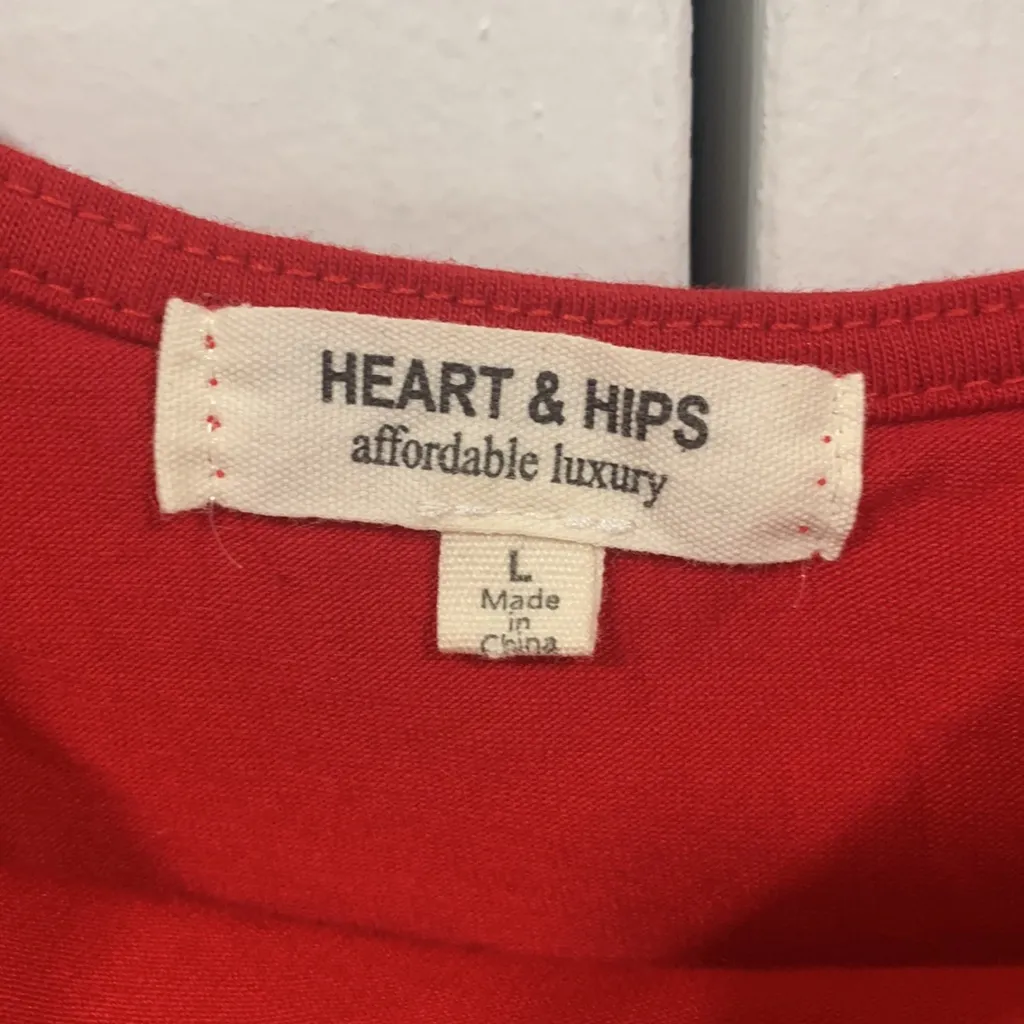 HEART & HIPS
affordable luxury
L
Made
in
China